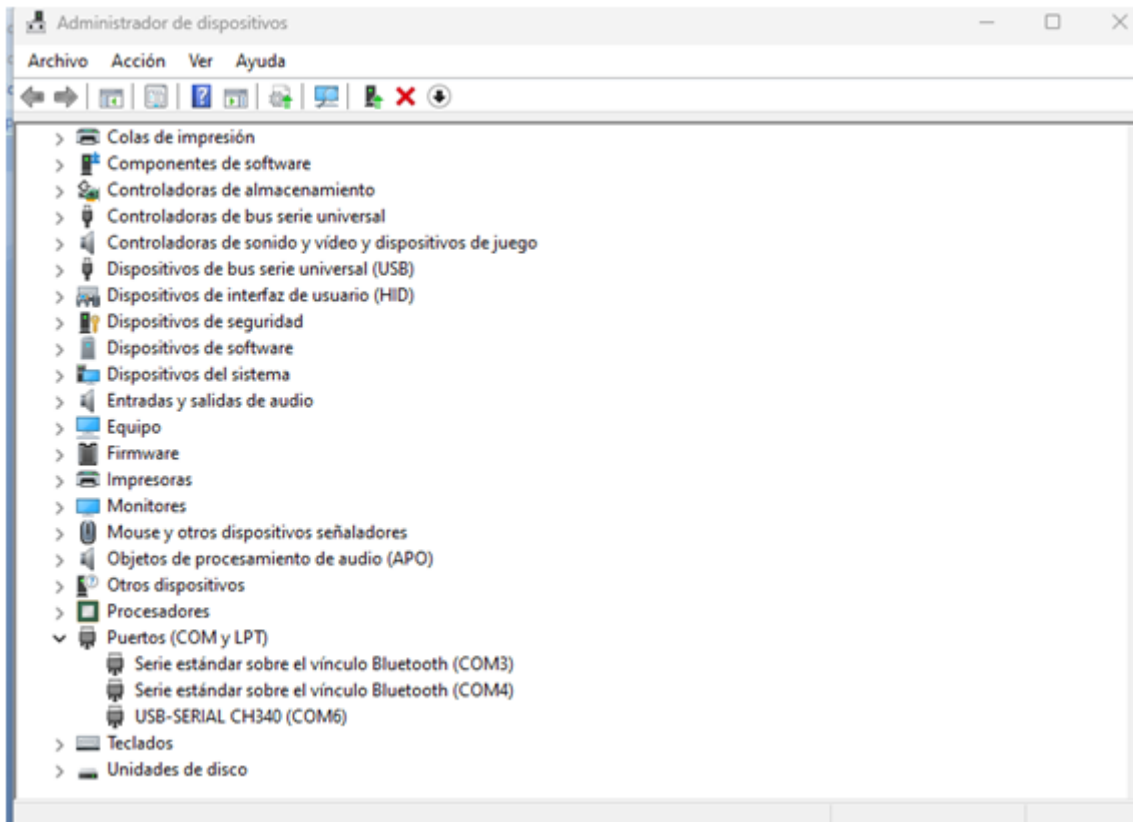 Administrador de dispositivos
Archivo Acción Ver Ayuda
Colas de impresión
Componentes de software
Controladoras de almacenamiento
Controladoras de bus serie universal
Controladoras de sonido y vídeo y dispositivos de juego
Dispositivos de bus serie universal (USB)
Dispositivos de interfaz de usuario (HID)
Dispositivos de seguridad
Dispositivos de software
Dispositivos del sistema
Entradas y salidas de audio
Equipo
Firmware
Impresoras
Monitores
Mouse y otros dispositivos señaladores
Objetos de procesamiento de audio (APO)
Otros dispositivos
Procesadores
Puertos (COM y LPT)
Serie estándar sobre el vínculo Bluetooth (COM3)
Serie estándar sobre el vínculo Bluetooth (COM4)
USB-SERIAL CH340 (COM6)
Teclados
Unidades de disco